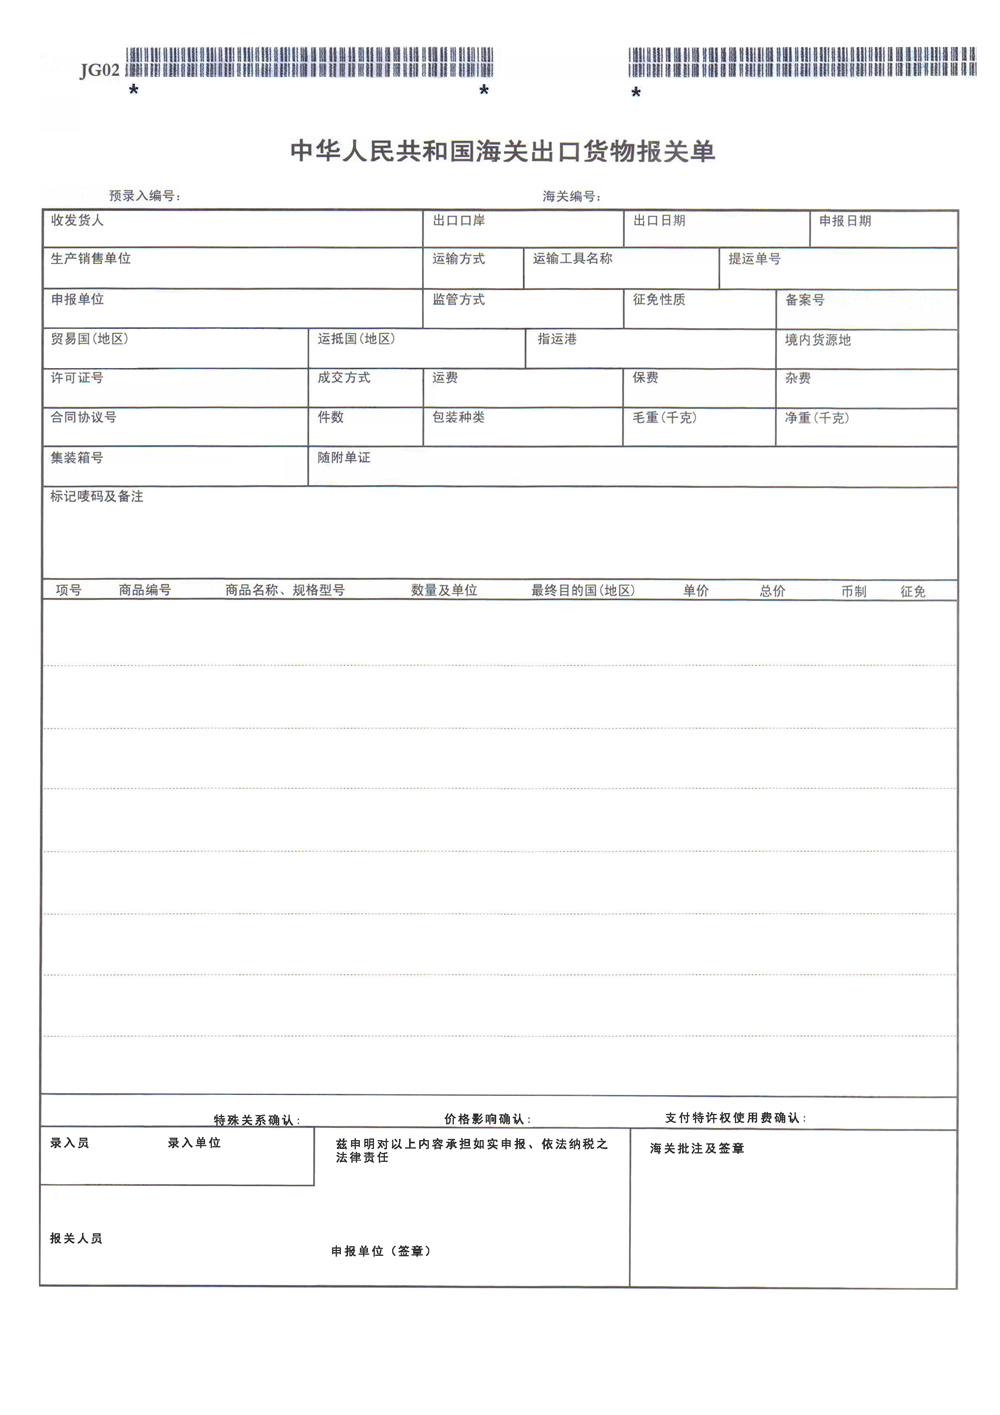 JG02
* * *
中华人民共和国海关出口货物报关单
预录入编号： 海关编号：
收发货人 出口口岸 出口日期 申报日期
生产销售单位 运输方式 运输工具名称 提运单号
申报单位 监管方式 征免性质 备案号
贸易国(地区) 运抵国(地区) 指运港 境内货源地
许可证号 成交方式 运费 保费 杂费
合同协议号 件数 包装种类 毛重(千克) 净重(千克)
集装箱号 随附单证
标记唛码及备注
项号 商品编号 商品名称、规格型号 数量及单位 最终目的国(地区) 单价 总价 币制 征免
特殊关系确认： 价格影响确认： 支付特许权使用费确认：
录入员 录入单位 兹申明对以上内容承担如实申报、依法纳税之 海关批注及签章
法律责任
报关人员
申报单位（签章）